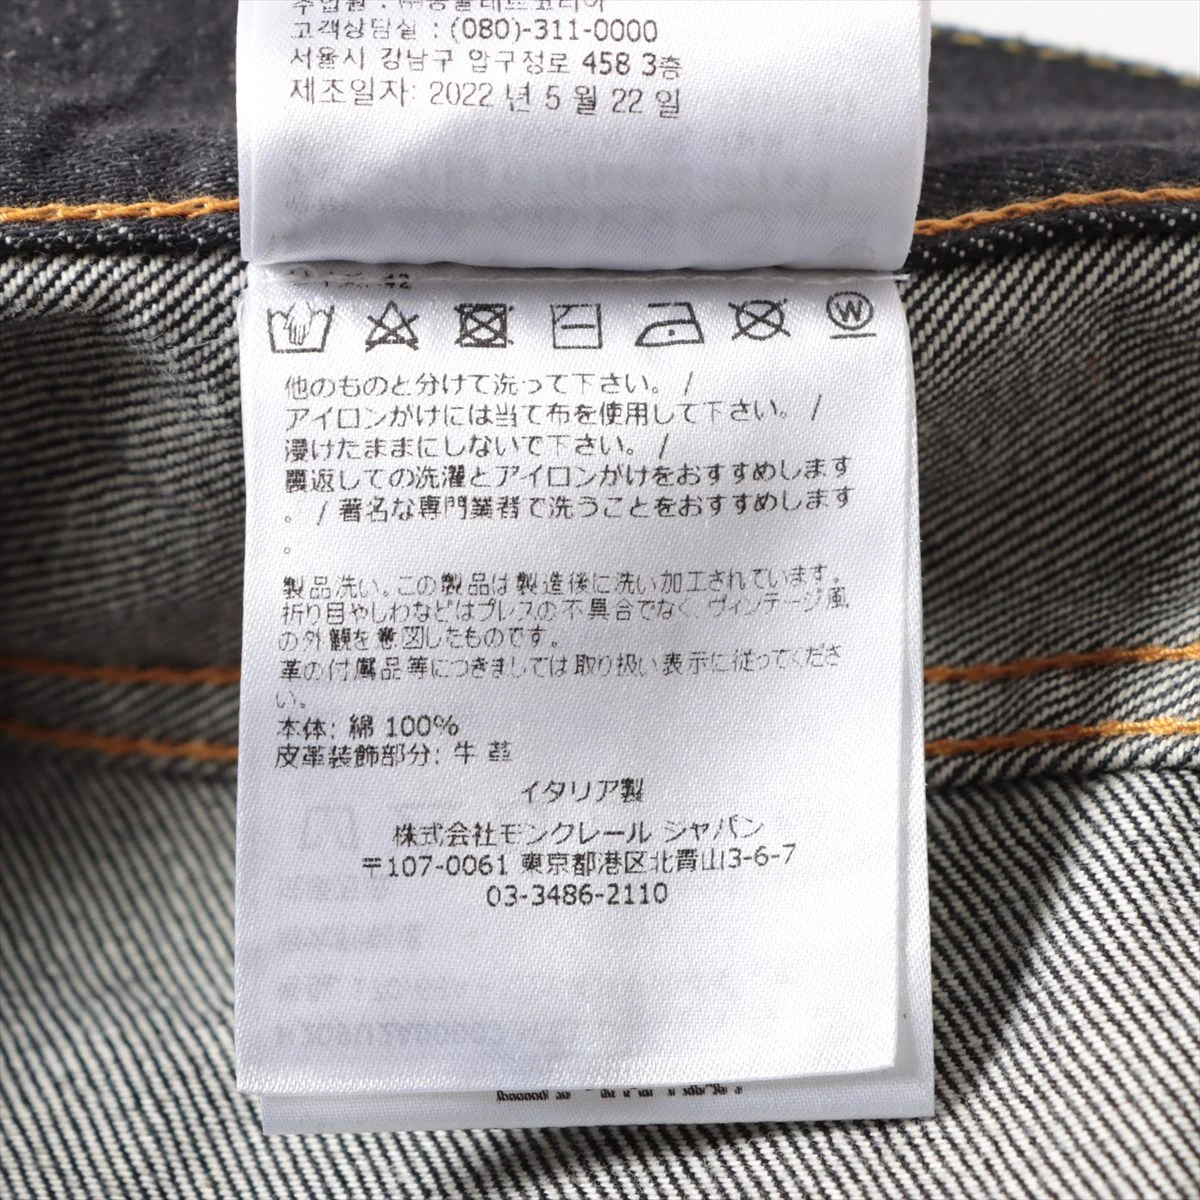 고객상담실 : (080)-311-0000
서울시 강남구 압구정로 458 3층
제조일자: 2022 년 5 월 22 일
W
他のものと分けて洗って下さい。 /
アイロンがけには当て布を使用して下さい。 /
浸けたままにしないで下さい。 /
裏返しての洗濯とアイロンがけをおすすめします
。 / 著名な専門業者で洗うことをおすすめします
。
製品洗い。この製品は製造後に洗い加工されています。
折り目やしわなどはプレスの不具合でなく、ヴィンテージ風
の外観を意図したものです。
革の付属品等につきましては取り扱い表示に従ってくださ
い。
本体: 綿 100%
皮革装飾部分: 牛 革
イタリア製
株式会社モンクレール ジャパン
〒107-0061 東京都港区北青山3-6-7
03-3486-2110